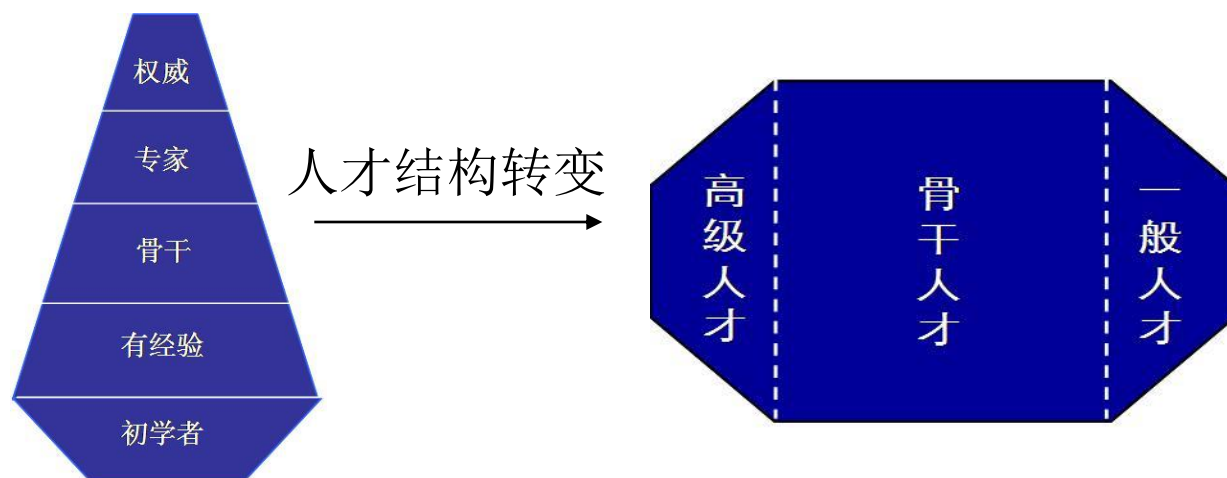 权威
专家
骨干
有经验
初学者
人才结构转变
高级人才
骨干人才
一般人才